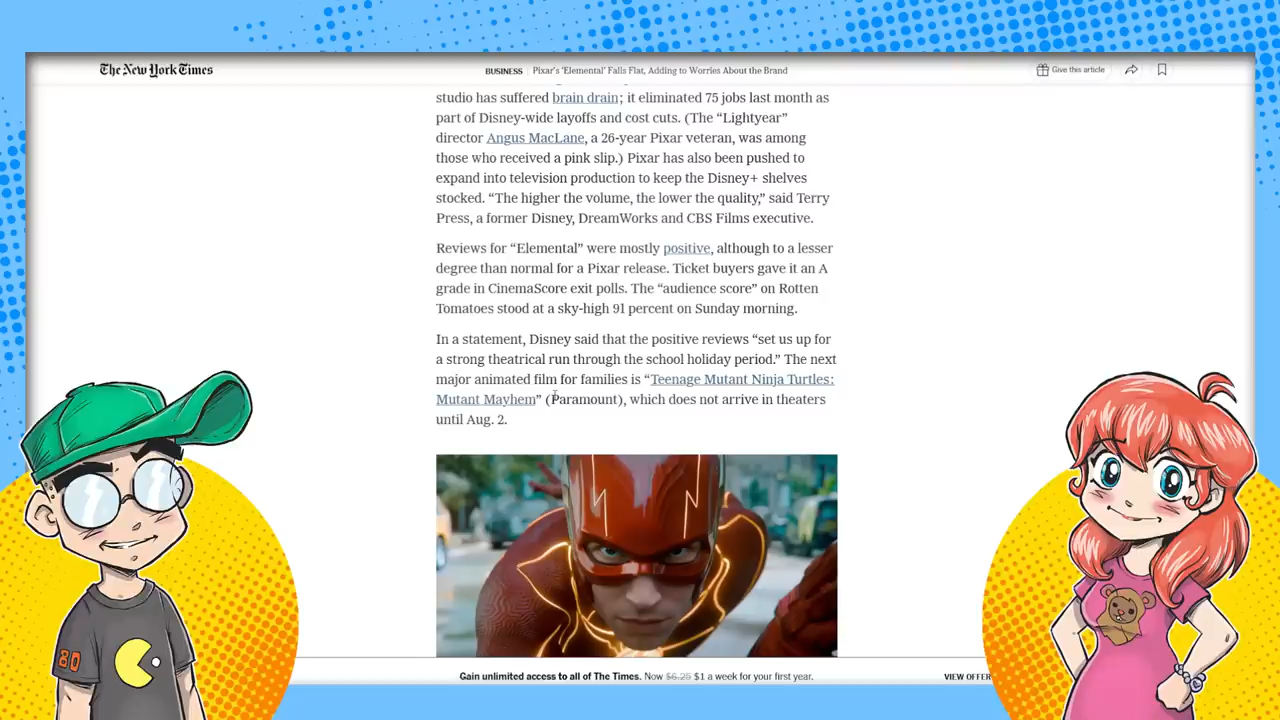 The New York Times
BUSINESS | Pixar's 'Elemental' Falls Flat, Adding to Worries About the Brand
Give this article
studio has suffered brain drain; it eliminated 75 jobs last month as
part of Disney-wide layoffs and cost cuts. (The “Lightyear”
director Angus MacLane, a 26-year Pixar veteran, was among
those who received a pink slip.) Pixar has also been pushed to
expand into television production to keep the Disney+ shelves
stocked. “The higher the volume, the lower the quality,” said Terry
Press, a former Disney, DreamWorks and CBS Films executive.
Reviews for “Elemental” were mostly positive, although to a lesser
degree than normal for a Pixar release. Ticket buyers gave it an A
grade in CinemaScore exit polls. The “audience score” on Rotten
Tomatoes stood at a sky-high 91 percent on Sunday morning.
In a statement, Disney said that the positive reviews “set us up for
a strong theatrical run through the school holiday period.” The next
major animated film for families is “Teenage Mutant Ninja Turtles:
Mutant Mayhem” (Paramount), which does not arrive in theaters
until Aug. 2.
80
Gain unlimited access to all of The Times. Now $6.25 $1 a week for your first year.
VIEW OFFER